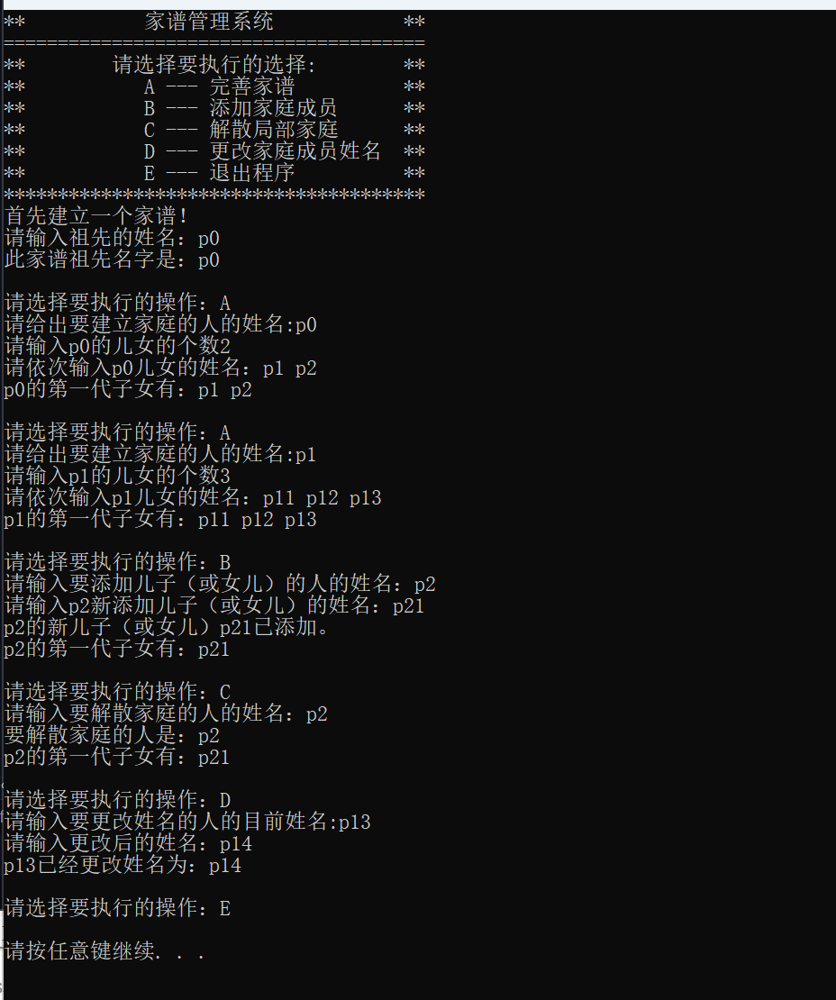 ** 家谱管理系统 **
=======================================
** 请选择要执行的选择: **
** A --- 完善家谱 **
** B --- 添加家庭成员 **
** C --- 解散局部家庭 **
** D --- 更改家庭成员姓名 **
** E --- 退出程序 **
***************************************
首先建立一个家谱!
请输入祖先的姓名：p0
此家谱祖先名字是：p0
请选择要执行的操作：A
请给出要建立家庭的人的姓名:p0
请输入p0的儿女的个数2
请依次输入p0儿女的姓名：p1 p2
p0的第一代子女有：p1 p2
请选择要执行的操作：A
请给出要建立家庭的人的姓名:p1
请输入p1的儿女的个数3
请依次输入p1儿女的姓名：p11 p12 p13
p1的第一代子女有：p11 p12 p13
请选择要执行的操作：B
请输入要添加儿子（或女儿）的人的姓名：p2
请输入p2新添加儿子（或女儿）的姓名：p21
p2的新儿子（或女儿）p21已添加。
p2的第一代子女有：p21
请选择要执行的操作：C
请输入要解散家庭的人的姓名：p2
要解散家庭的人是：p2
p2的第一代子女有：p21
请选择要执行的操作：D
请输入要更改姓名的人的目前姓名:p13
请输入更改后的姓名：p14
p13已经更改姓名为：p14
请选择要执行的操作：E
请按任意键继续. . .